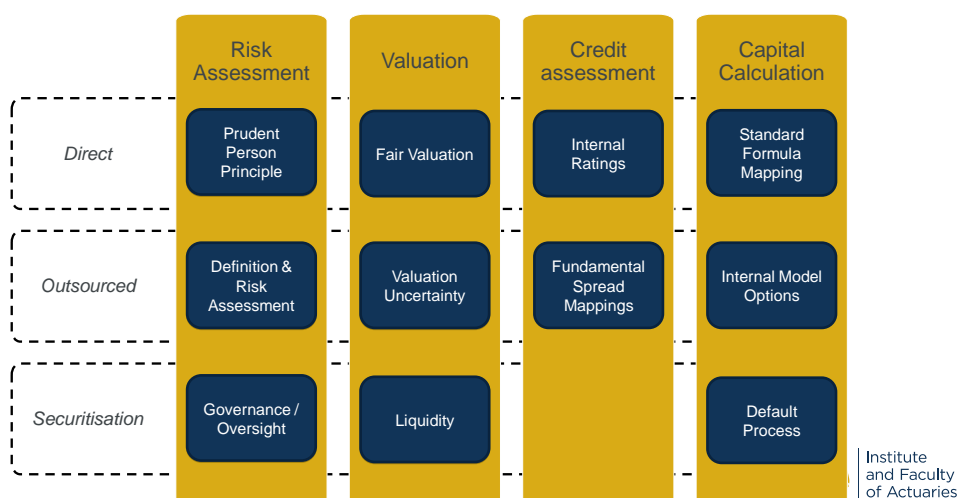 Risk
Assessment
Valuation
Credit
assessment
Capital
Calculation
Direct
Prudent
Person
Principle
Fair Valuation
Internal
Ratings
Standard
Formula
Mapping
Outsourced
Definition &
Risk
Assessment
Valuation
Uncertainty
Fundamental
Spread
Mappings
Internal Model
Options
Securitisation
Governance /
Oversight
Liquidity
Default
Process
Institute
and Faculty
of Actuaries